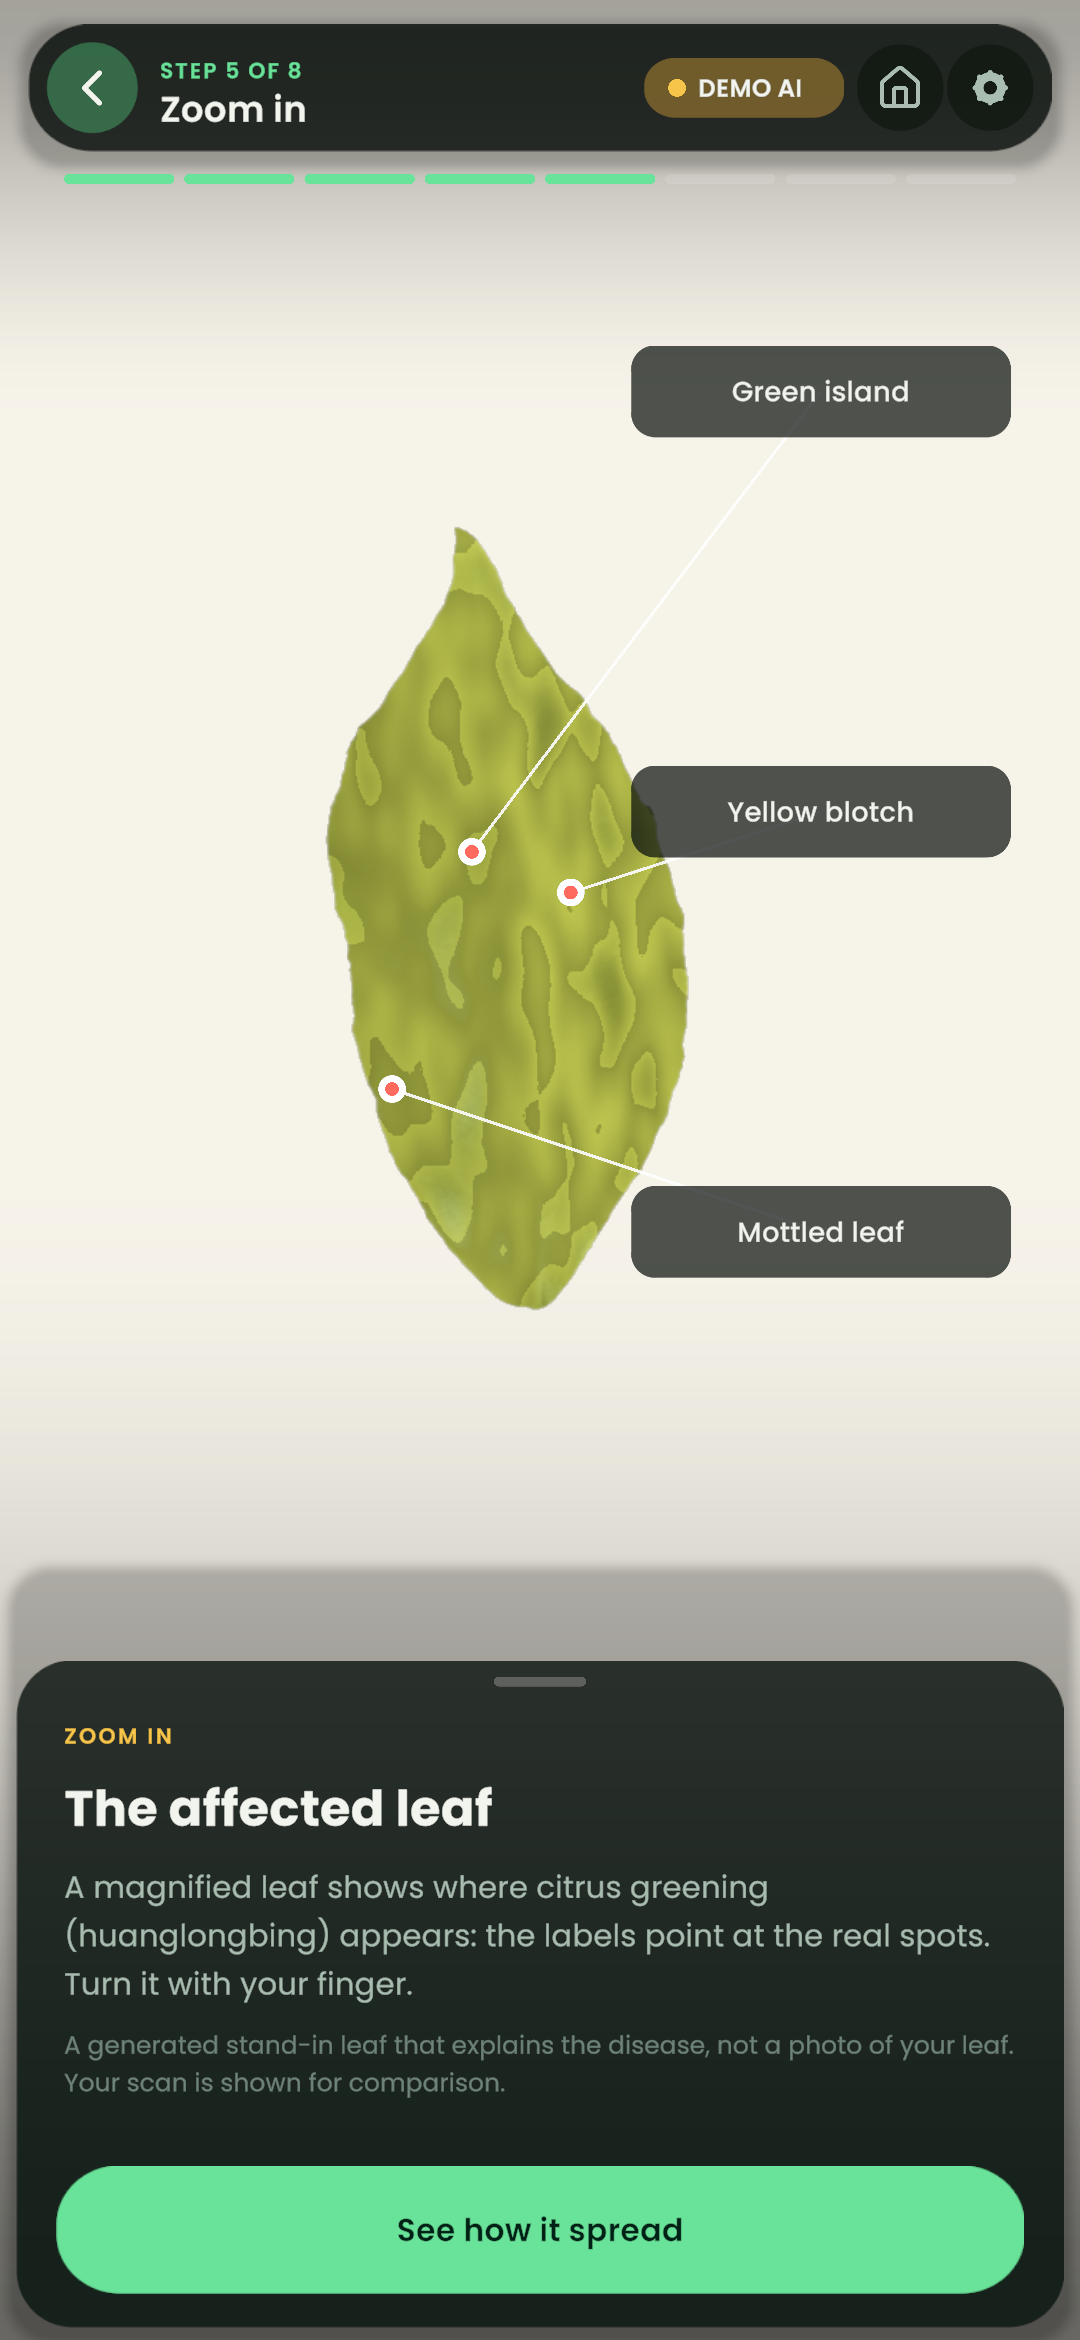 STEP 5 OF 8
Zoom in
DEMO AI
Green island
Yellow blotch
Mottled leaf
ZOOM IN
The affected leaf
A magnified leaf shows where citrus greening
(huanglongbing) appears: the labels point at the real spots.
Turn it with your finger.
A generated stand-in leaf that explains the disease, not a photo of your leaf.
Your scan is shown for comparison.
See how it spread